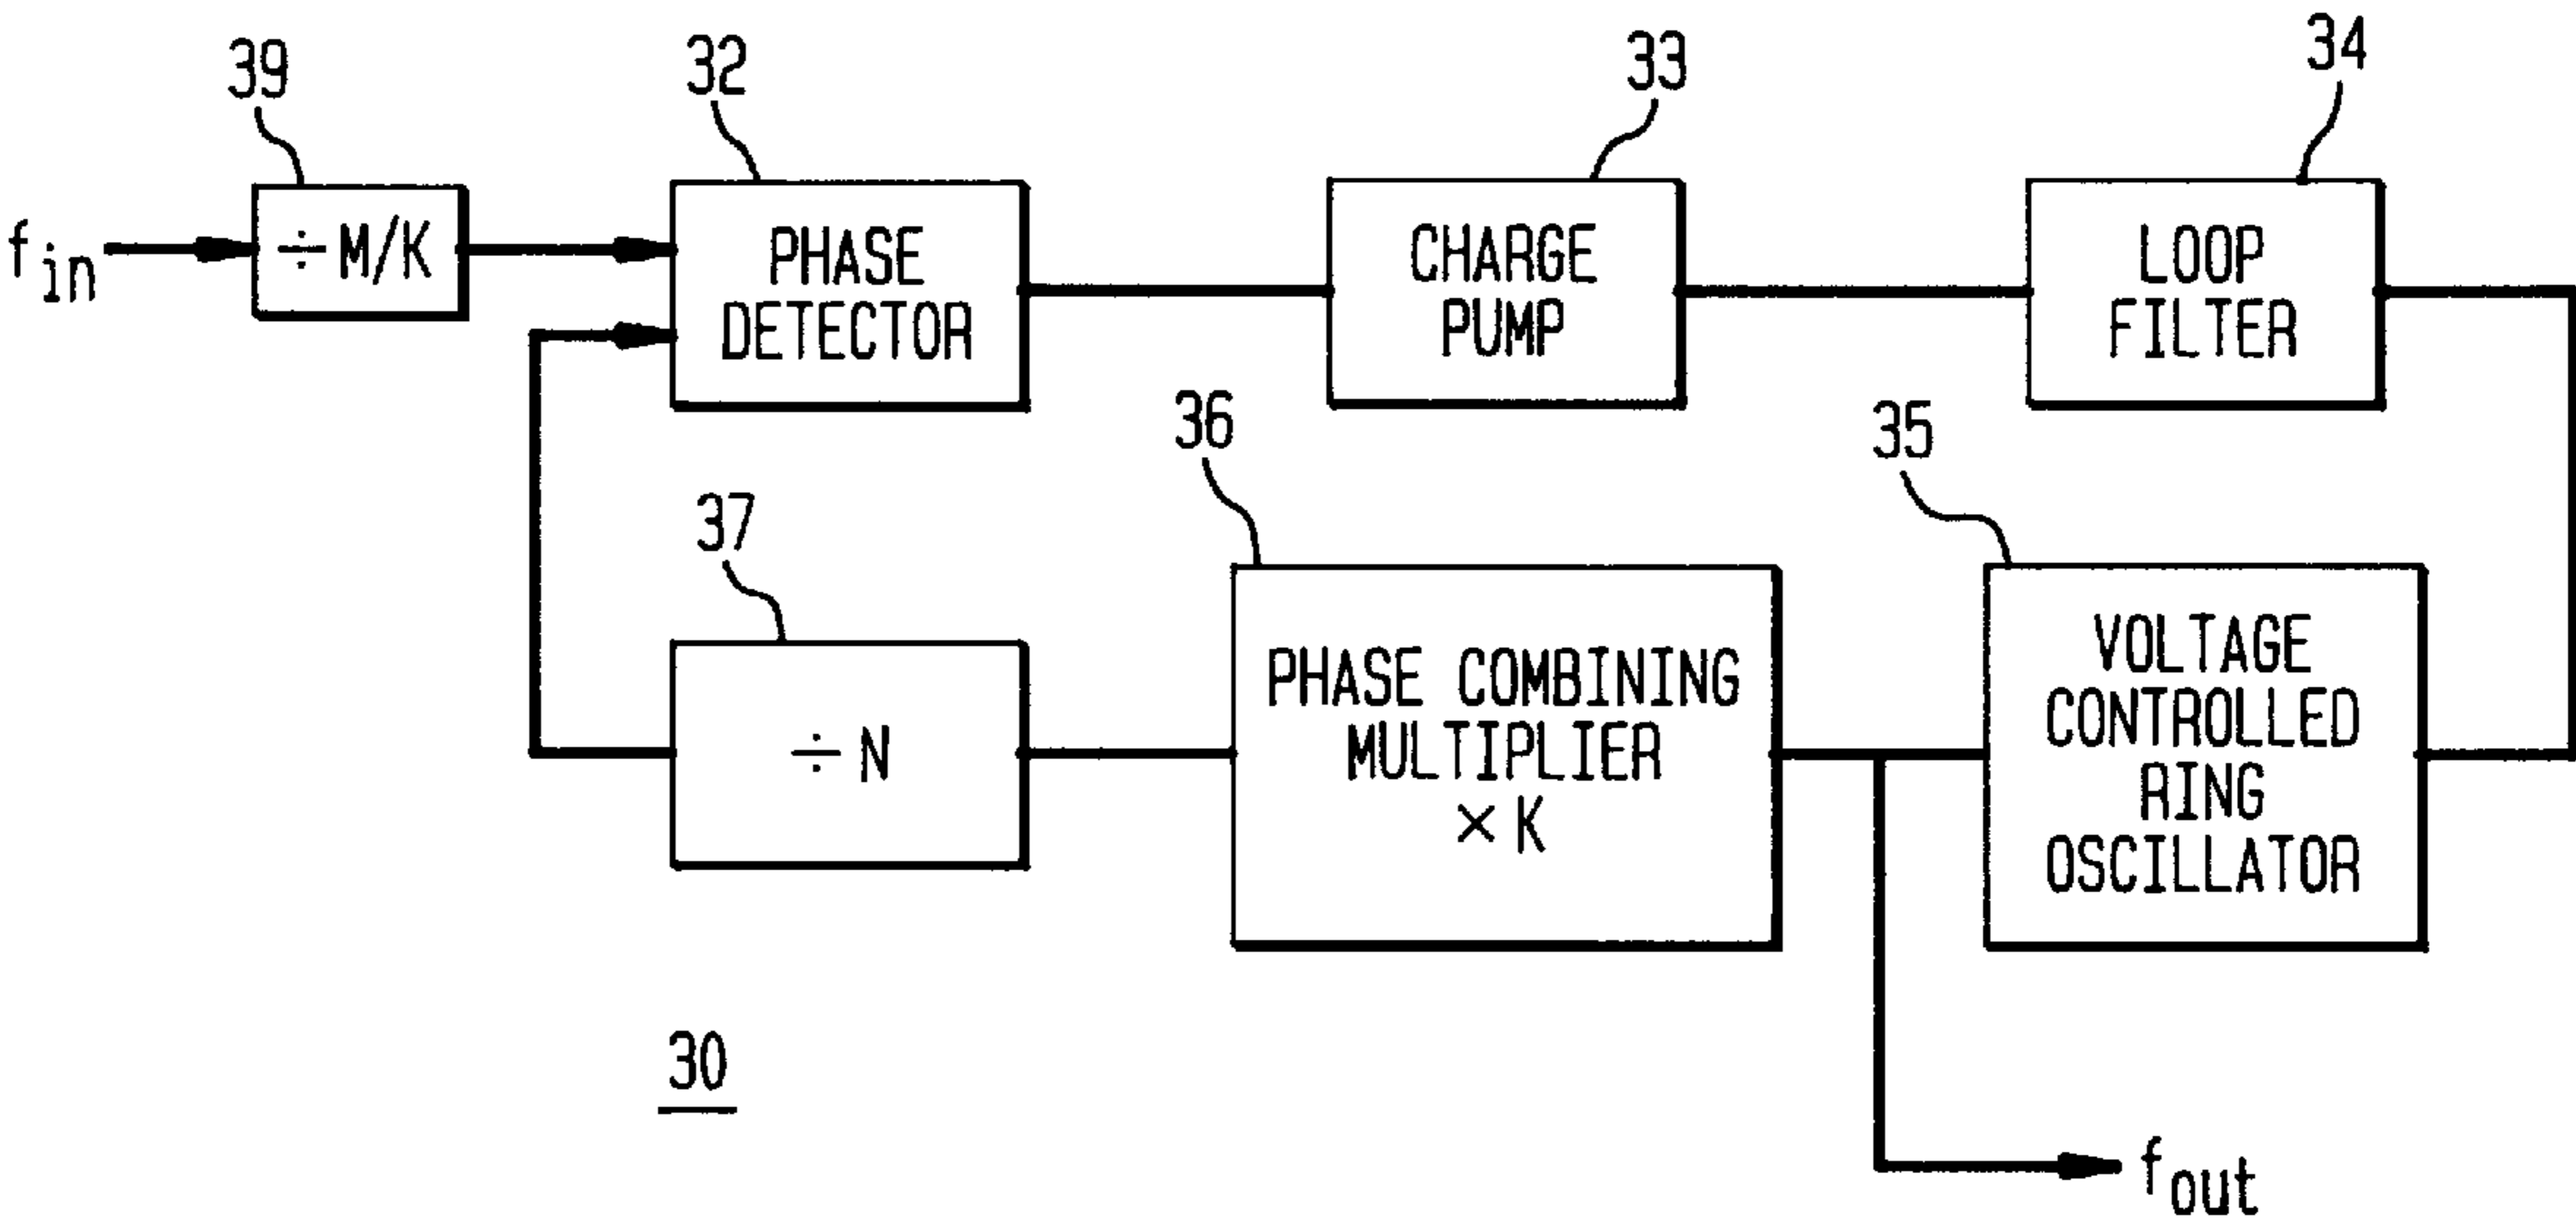 39
32
33
34
f_in
÷ M/K
PHASE
DETECTOR
CHARGE
PUMP
LOOP
FILTER
37
36
35
÷ N
PHASE COMBINING
MULTIPLIER
× K
VOLTAGE
CONTROLLED
RING
OSCILLATOR
30
f_out